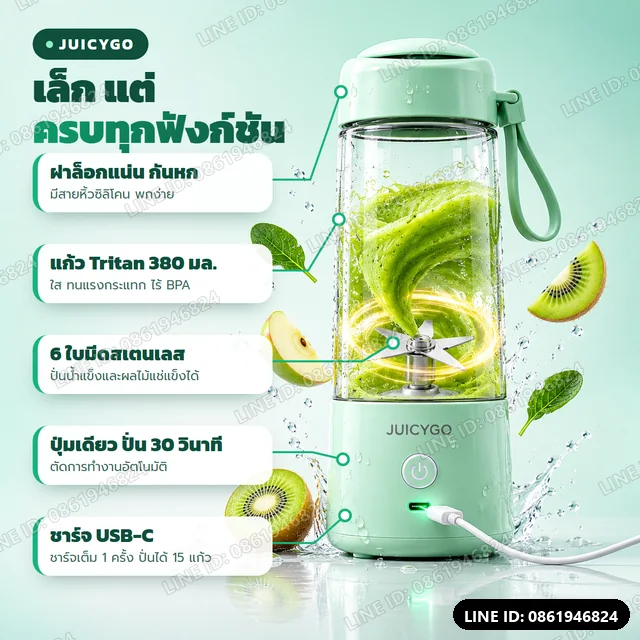 JUICYGO
เล็ก แต่
ครบทุกฟังก์ชัน
ฝาล็อกแน่น กันหก
มีสายหิ้วซิลิโคน พกง่าย
แก้ว Tritan 380 มล.
ใส ทนแรงกระแทก ไร้ BPA
6 ใบมีดสเตนเลส
ปั่นน้ำแข็งและผลไม้แช่แข็งได้
JUICYGO
ปุ่มเดียว ปั่น 30 วินาที
ตัดการทำงานอัตโนมัติ
ชาร์จ USB-C
ชาร์จเต็ม 1 ครั้ง ปั่นได้ 15 แก้ว
LINE ID: 0861946824